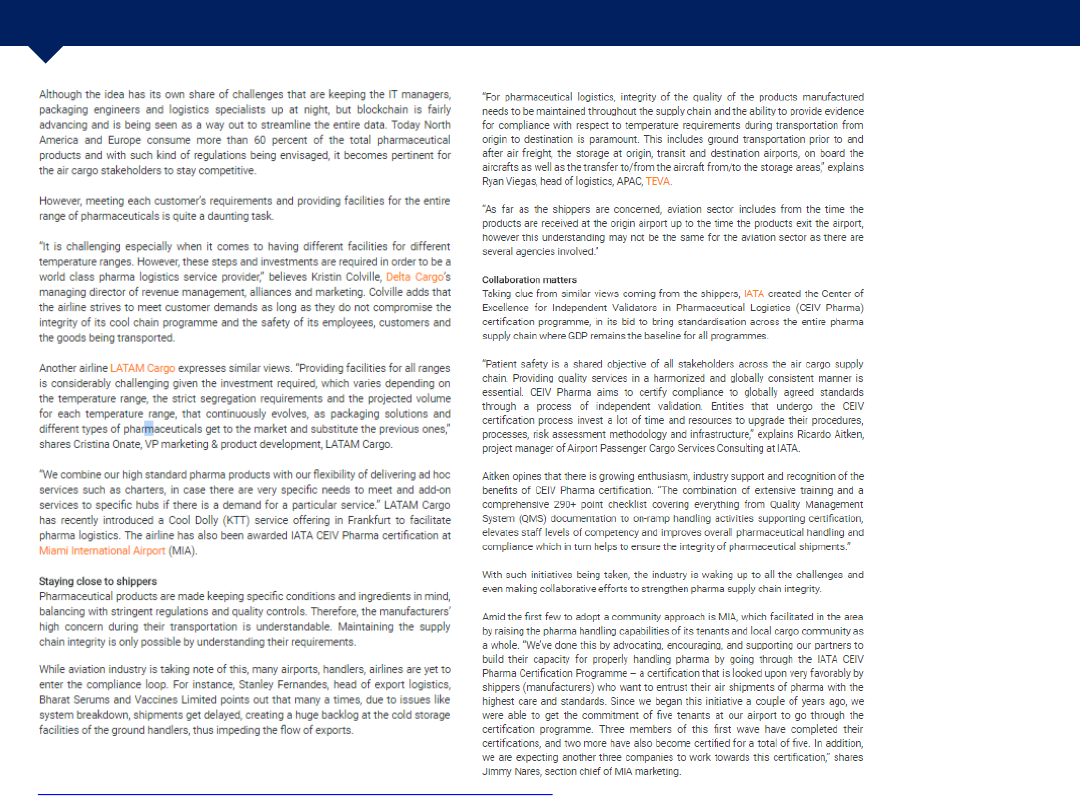 Although the idea has its own share of challenges that are keeping the IT managers,
packaging engineers and logistics specialists up at night, but blockchain is fairly
advancing and is being seen as a way out to streamline the entire data. Today North
America and Europe consume more than 60 percent of the total pharmaceutical
products and with such kind of regulations being envisaged, it becomes pertinent for
the air cargo stakeholders to stay competitive.
However, meeting each customer's requirements and providing facilities for the entire
range of pharmaceuticals is quite a daunting task.
"It is challenging especially when it comes to having different facilities for different
temperature ranges. However, these steps and investments are required in order to be a
world class pharma logistics service provider," believes Kristin Colville, Delta Cargo's
managing director of revenue management, alliances and marketing. Colville adds that
the airline strives to meet customer demands as long as they do not compromise the
integrity of its cool chain programme and the safety of its employees, customers and
the goods being transported.
Another airline LATAM Cargo expresses similar views. "Providing facilities for all ranges
is considerably challenging given the investment required, which varies depending on
the temperature range, the strict segregation requirements and the projected volume
for each temperature range, that continuously evolves, as packaging solutions and
different types of pharmaceuticals get to the market and substitute the previous ones,"
shares Cristina Onate, VP marketing & product development, LATAM Cargo.
"We combine our high standard pharma products with our flexibility of delivering ad hoc
services such as charters, in case there are very specific needs to meet and add-on
services to specific hubs if there is a demand for a particular service." LATAM Cargo
has recently introduced a Cool Dolly (KTT) service offering in Frankfurt to facilitate
pharma logistics. The airline has also been awarded IATA CEIV Pharma certification at
Miami International Airport (MIA).
Staying close to shippers
Pharmaceutical products are made keeping specific conditions and ingredients in mind,
balancing with stringent regulations and quality controls. Therefore, the manufacturers'
high concern during their transportation is understandable. Maintaining the supply
chain integrity is only possible by understanding their requirements.
While aviation industry is taking note of this, many airports, handlers, airlines are yet to
enter the compliance loop. For instance, Stanley Fernandes, head of export logistics,
Bharat Serums and Vaccines Limited points out that many a times, due to issues like
system breakdown, shipments get delayed, creating a huge backlog at the cold storage
facilities of the ground handlers, thus impeding the flow of exports.
"For pharmaceutical logistics, integrity of the quality of the products manufactured
needs to be maintained throughout the supply chain and the ability to provide evidence
for compliance with respect to temperature requirements during transportation from
origin to destination is paramount. This includes ground transportation prior to and
after air freight, the storage at origin, transit and destination airports, on board the
aircrafts as well as the transfer to/from the aircraft from/to the storage areas," explains
Ryan Viegas, head of logistics, APAC, TEVA.
"As far as the shippers are concerned, aviation sector includes from the time the
products are received at the origin airport up to the time the products exit the airport,
however this understanding may not be the same for the aviation sector as there are
several agencies involved."
Collaboration matters
Taking clue from similar views coming from the shippers, IATA created the Center of
Excellence for Independent Validators in Pharmaceutical Logistics (CEIV Pharma)
certification programme, in its bid to bring standardisation across the entire pharma
supply chain where GDP remains the baseline for all programmes.
"Patient safety is a shared objective of all stakeholders across the air cargo supply
chain. Providing quality services in a harmonized and globally consistent manner is
essential. CEIV Pharma aims to certify compliance to globally agreed standards
through a process of independent validation. Entities that undergo the CEIV
certification process invest a lot of time and resources to upgrade their procedures,
processes, risk assessment methodology and infrastructure," explains Ricardo Aitken,
project manager of Airport Passenger Cargo Services Consulting at IATA.
Aitken opines that there is growing enthusiasm, industry support and recognition of the
benefits of CEIV Pharma certification. "The combination of extensive training and a
comprehensive 290+ point checklist covering everything from Quality Management
System (QMS) documentation to on-ramp handling activities supporting certification,
elevates staff levels of competency and improves overall pharmaceutical handling and
compliance which in turn helps to ensure the integrity of pharmaceutical shipments."
With such initiatives being taken, the industry is waking up to all the challenges and
even making collaborative efforts to strengthen pharma supply chain integrity.
Amid the first few to adopt a community approach is MIA, which facilitated in the area
by raising the pharma handling capabilities of its tenants and local cargo community as
a whole. "We've done this by advocating, encouraging, and supporting our partners to
build their capacity for properly handling pharma by going through the IATA CEIV
Pharma Certification Programme – a certification that is looked upon very favorably by
shippers (manufacturers) who want to entrust their air shipments of pharma with the
highest care and standards. Since we began this initiative a couple of years ago, we
were able to get the commitment of five tenants at our airport to go through the
certification programme. Three members of this first wave have completed their
certifications, and two more have also become certified for a total of five. In addition,
we are expecting another three companies to work towards this certification," shares
Jimmy Nares, section chief of MIA marketing.